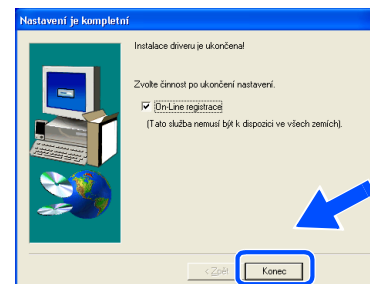 Nastavení je kompletní
Instalace driveru je ukončena!
Zvolte činnost po ukončení nastavení.
On-Line registrace
(Tato služba nemusí být k dispozici ve všech zemích).
< Zpět
Konec